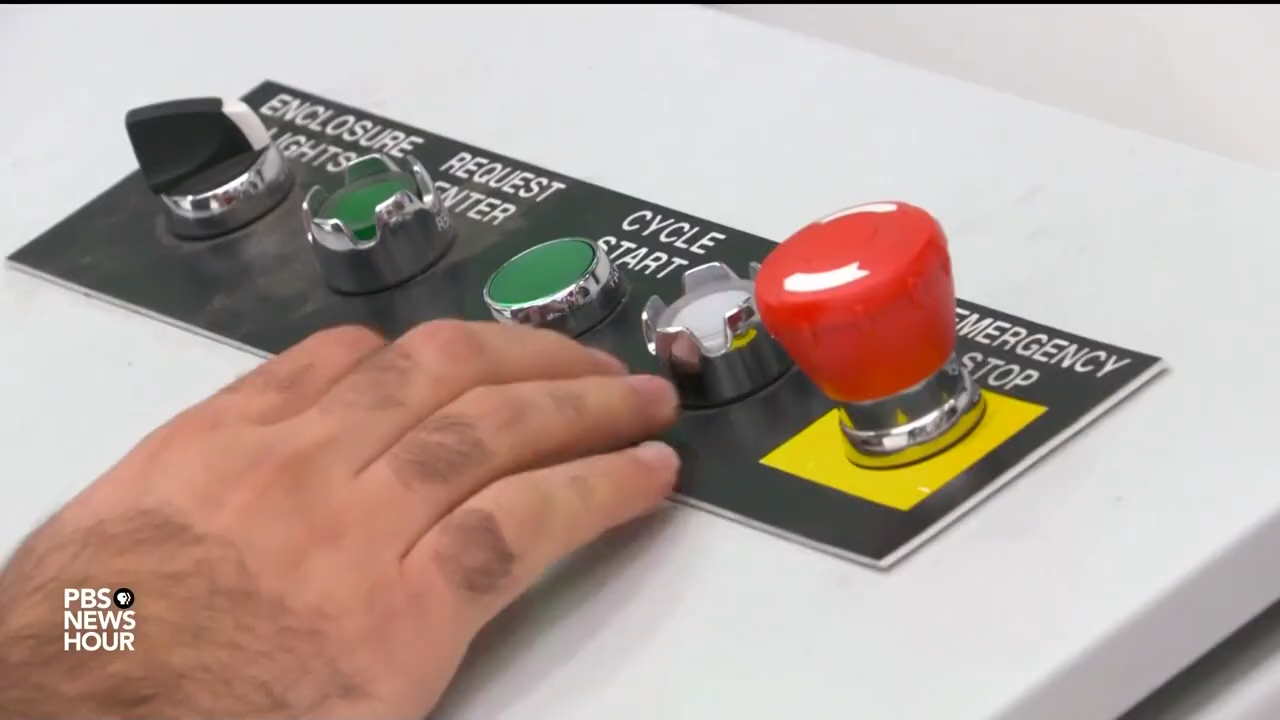 ENCLOSURE
LIGHTS
REQUEST
ENTER
CYCLE
START
EMERGENCY
STOP
PBS
NEWS
HOUR